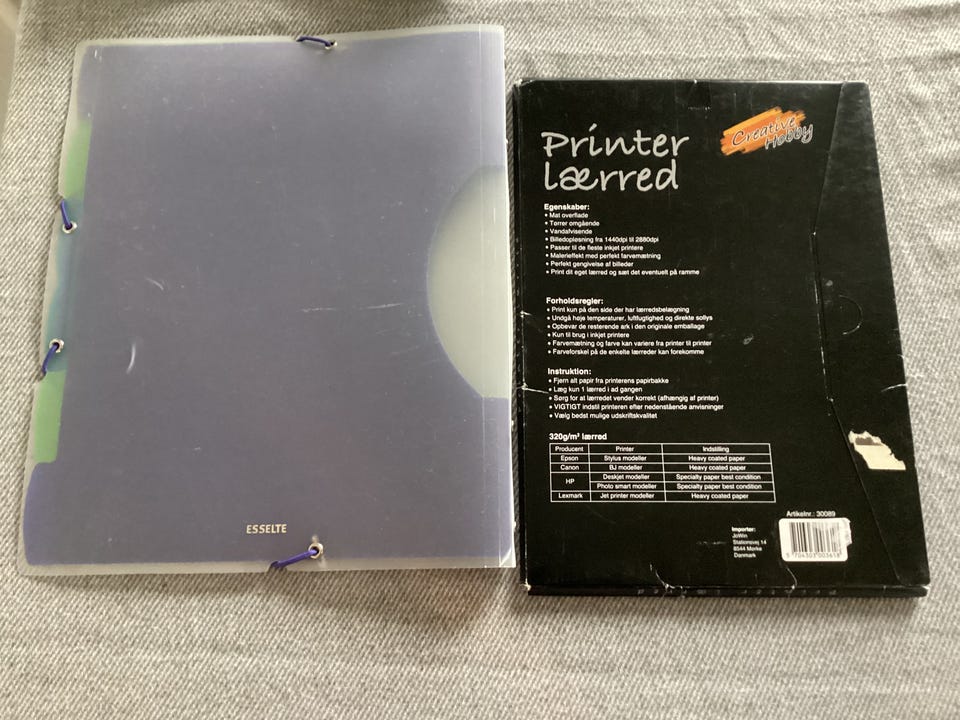 ESSELTE
Printer
lærred
Creative
Hobby
Egenskaber:
• Mat overflade
• Tørrer omgående
• Vandafvisende
• Billedopløsning fra 1440dpi til 2880dpi
• Passer til de fleste inkjet printere
• Malerieffekt med perfekt farvemætning
• Perfekt gengivelse af billeder
• Print dit eget lærred og sæt det eventuelt på ramme
Forholdsregler:
• Print kun på den side der har lærredsbelægning
• Undgå høje temperaturer, luftfugtighed og direkte sollys
• Opbevar de resterende ark i den originale emballage
• Kun til brug i inkjet printere
• Farvemætning og farve kan variere fra printer til printer
• Farveforskel på de enkelte lærreder kan forekomme
Instruktion:
• Fjern alt papir fra printerens papirbakke
• Læg kun 1 lærred i ad gangen
• Sørg for at lærredet vender korrekt (afhængig af printer)
• VIGTIGT indstil printeren efter nedenstående anvisninger
• Vælg bedst mulige udskriftskvalitet
320g/m² lærred
Producent Printer Indstilling
Epson Stylus modeller Heavy coated paper
Canon BJ modeller Heavy coated paper
HP Deskjet modeller Specialty paper best condition
Photo smart modeller Specialty paper best condition
Lexmark Jet printer modeller Heavy coated paper
Artikelnr.: 30089
Importør:
JoWin
Stationsvej 14
8544 Mørke
Danmark
5 704303 003618